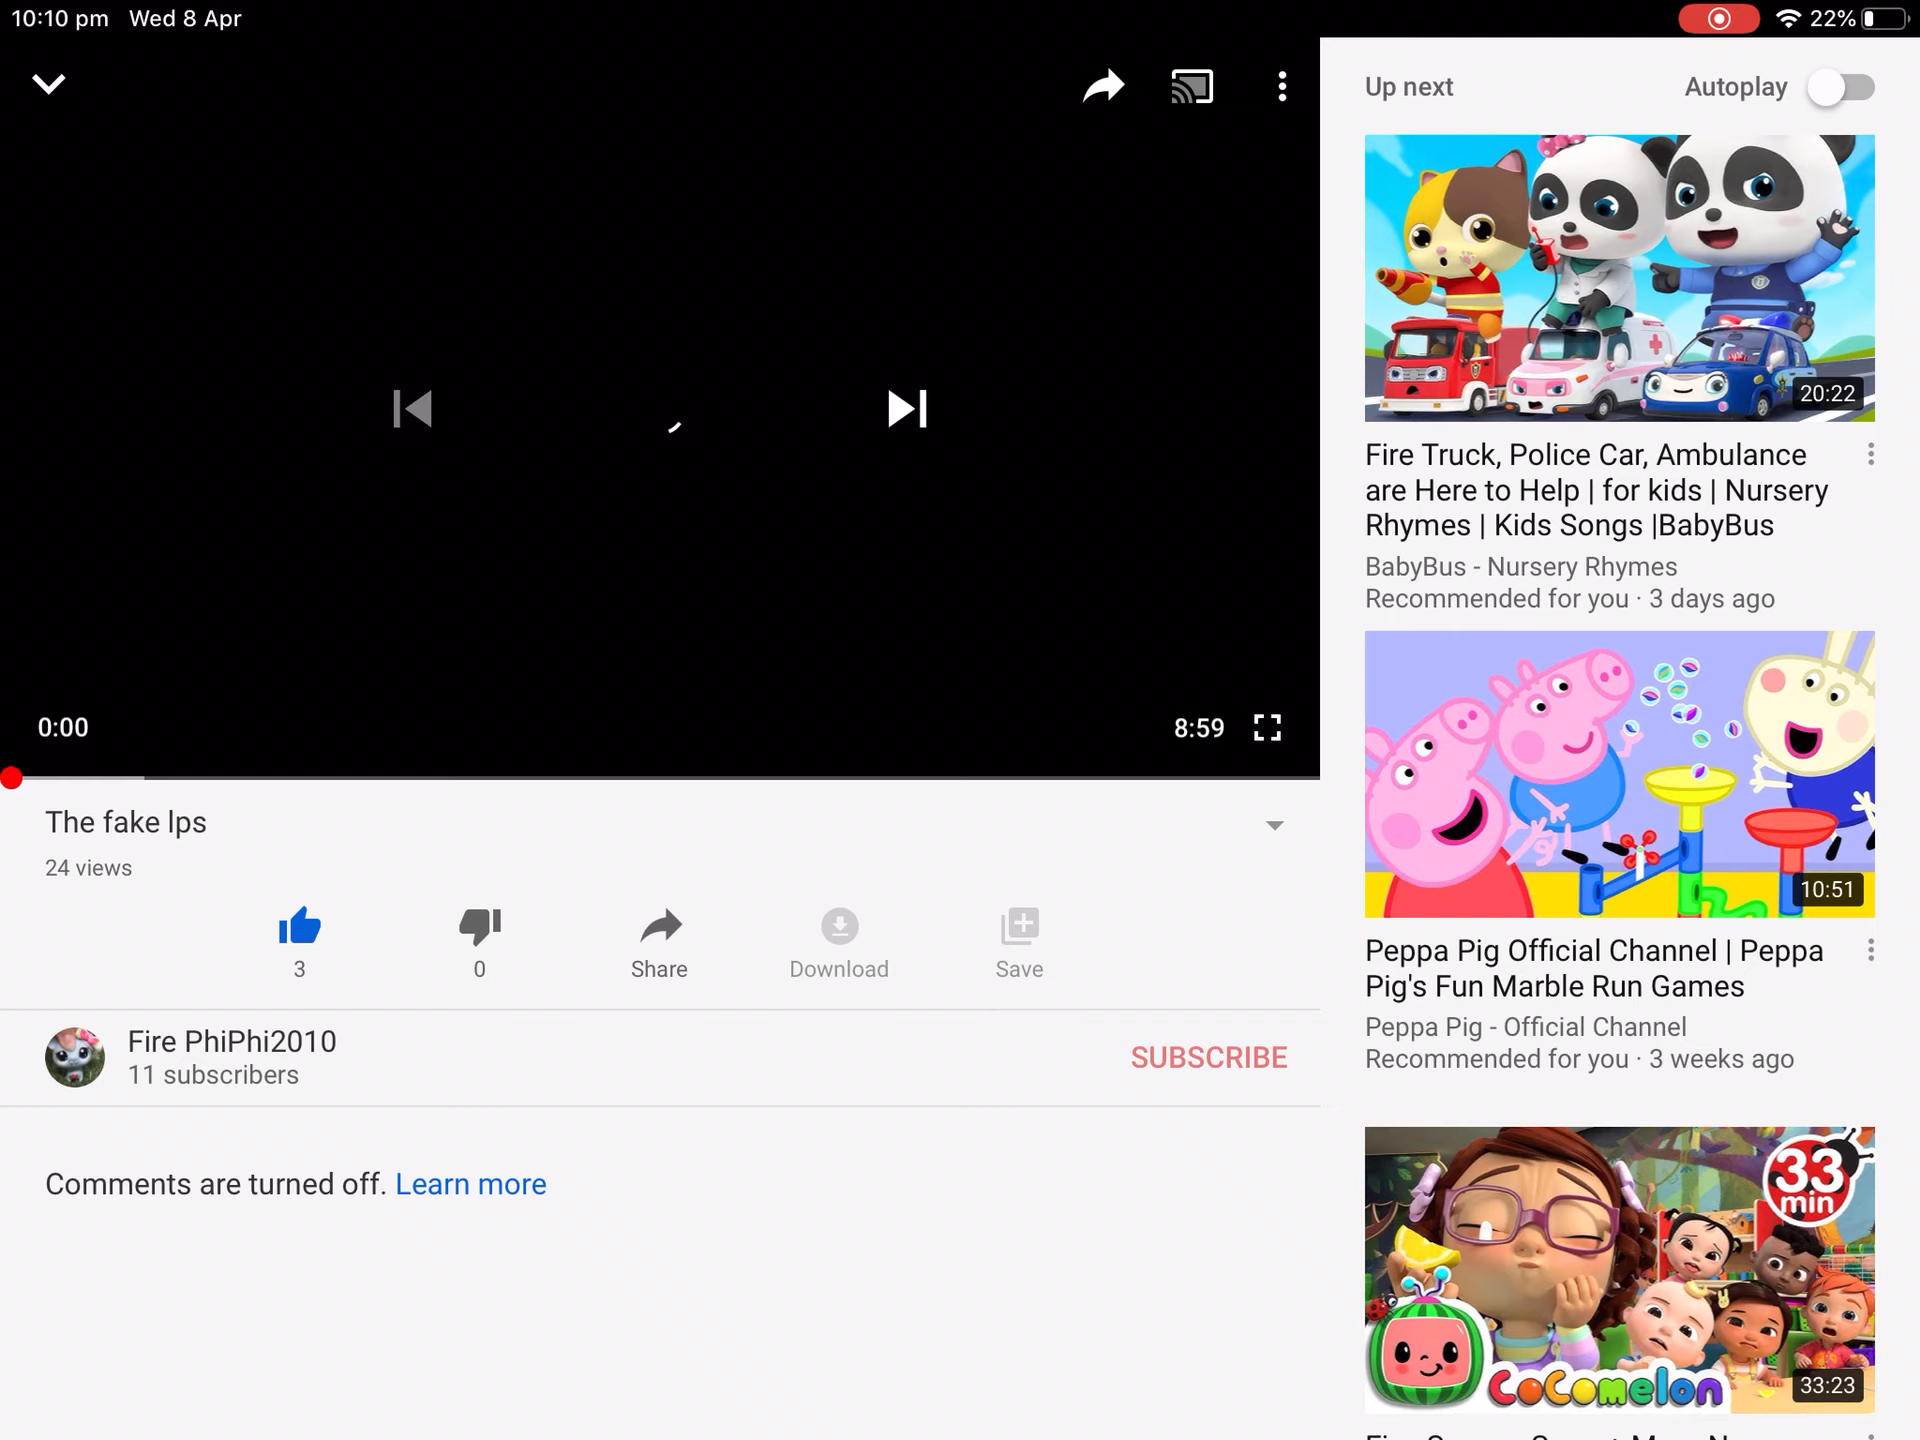 10:10 pm Wed 8 Apr
22%
Up next
Autoplay
0:00
8:59
The fake lps
24 views
3
0
Share
Download
Save
Fire PhiPhi2010
11 subscribers
SUBSCRIBE
Comments are turned off. Learn more
20:22
Fire Truck, Police Car, Ambulance
are Here to Help | for kids | Nursery
Rhymes | Kids Songs |BabyBus
BabyBus - Nursery Rhymes
Recommended for you · 3 days ago
10:51
Peppa Pig Official Channel | Peppa
Pig's Fun Marble Run Games
Peppa Pig - Official Channel
Recommended for you · 3 weeks ago
33
min
CoComelon
33:23